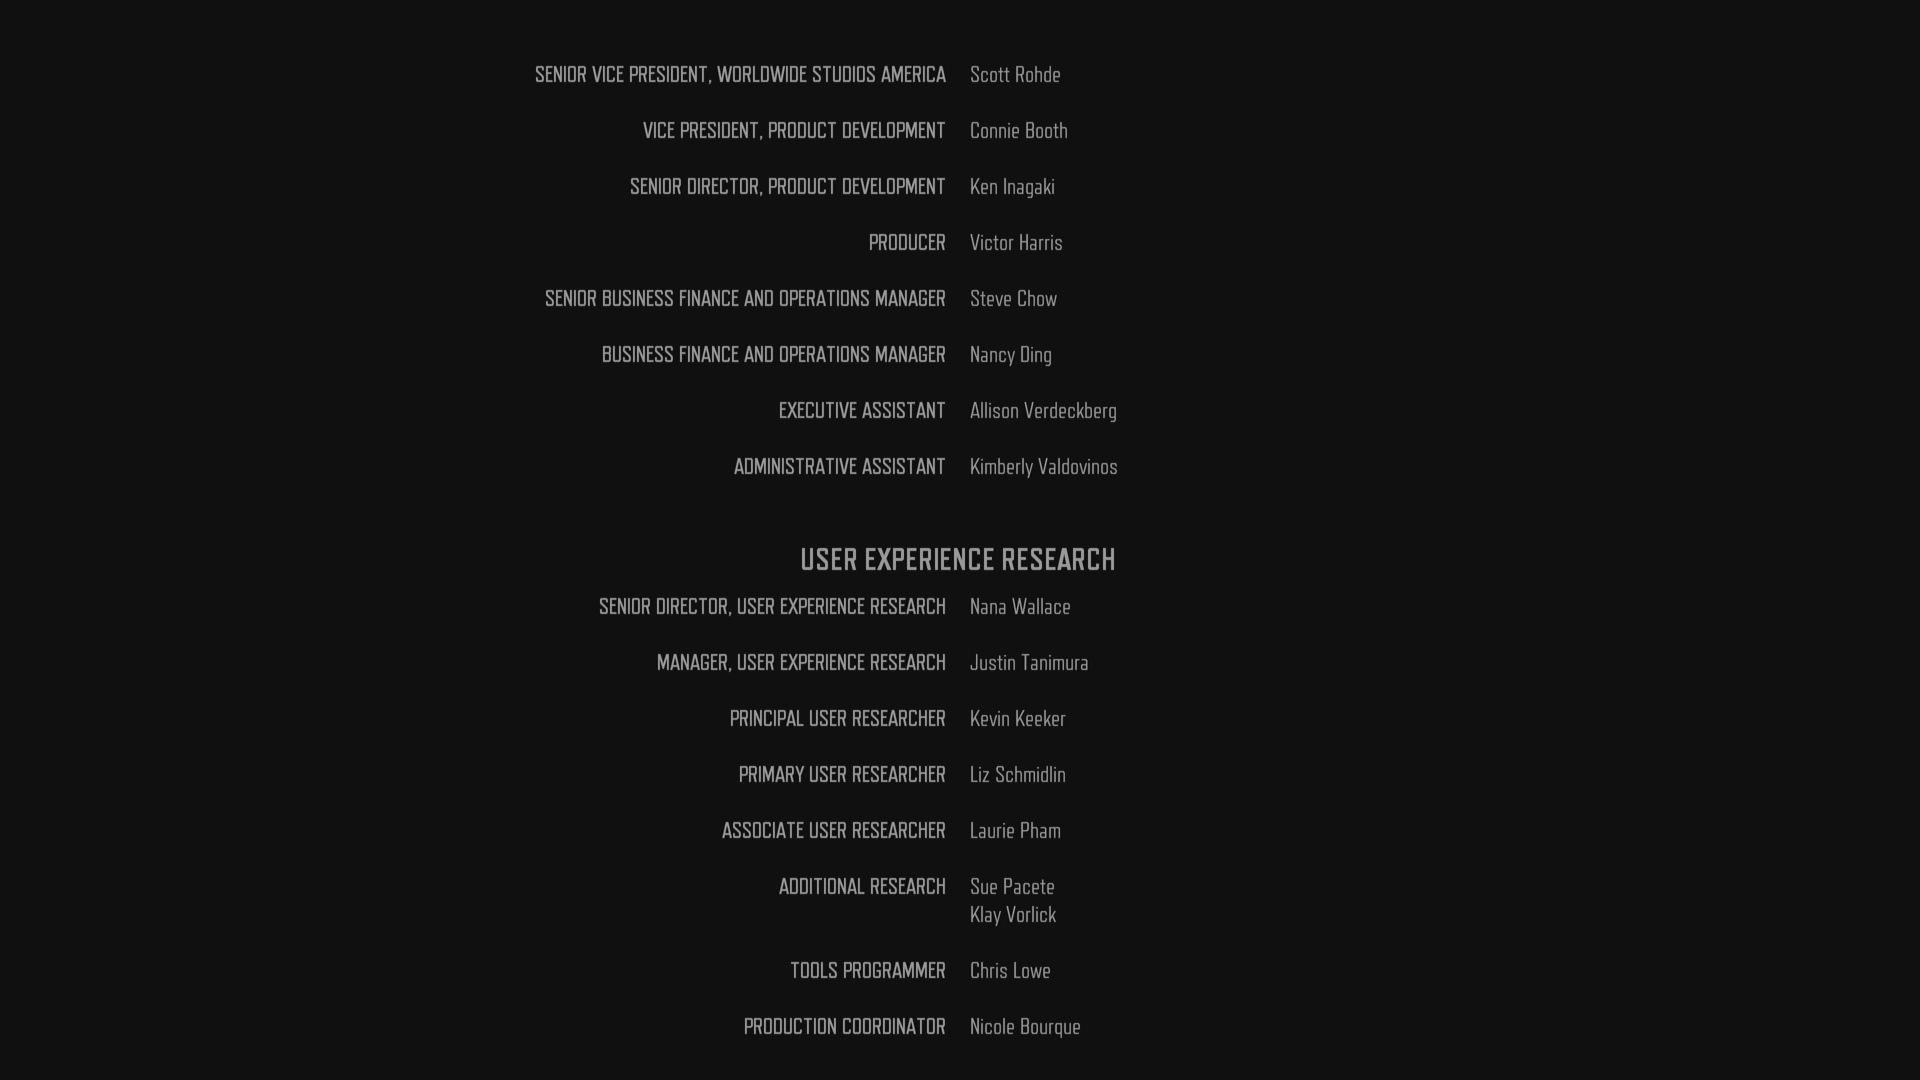 SENIOR VICE PRESIDENT, WORLDWIDE STUDIOS AMERICA Scott Rohde
VICE PRESIDENT, PRODUCT DEVELOPMENT Connie Booth
SENIOR DIRECTOR, PRODUCT DEVELOPMENT Ken Inagaki
PRODUCER Victor Harris
SENIOR BUSINESS FINANCE AND OPERATIONS MANAGER Steve Chow
BUSINESS FINANCE AND OPERATIONS MANAGER Nancy Ding
EXECUTIVE ASSISTANT Allison Verdeckberg
ADMINISTRATIVE ASSISTANT Kimberly Valdovinos
USER EXPERIENCE RESEARCH
SENIOR DIRECTOR, USER EXPERIENCE RESEARCH Nana Wallace
MANAGER, USER EXPERIENCE RESEARCH Justin Tanimura
PRINCIPAL USER RESEARCHER Kevin Keeker
PRIMARY USER RESEARCHER Liz Schmidlin
ASSOCIATE USER RESEARCHER Laurie Pham
ADDITIONAL RESEARCH Sue Pacete
Klay Vorlick
TOOLS PROGRAMMER Chris Lowe
PRODUCTION COORDINATOR Nicole Bourque